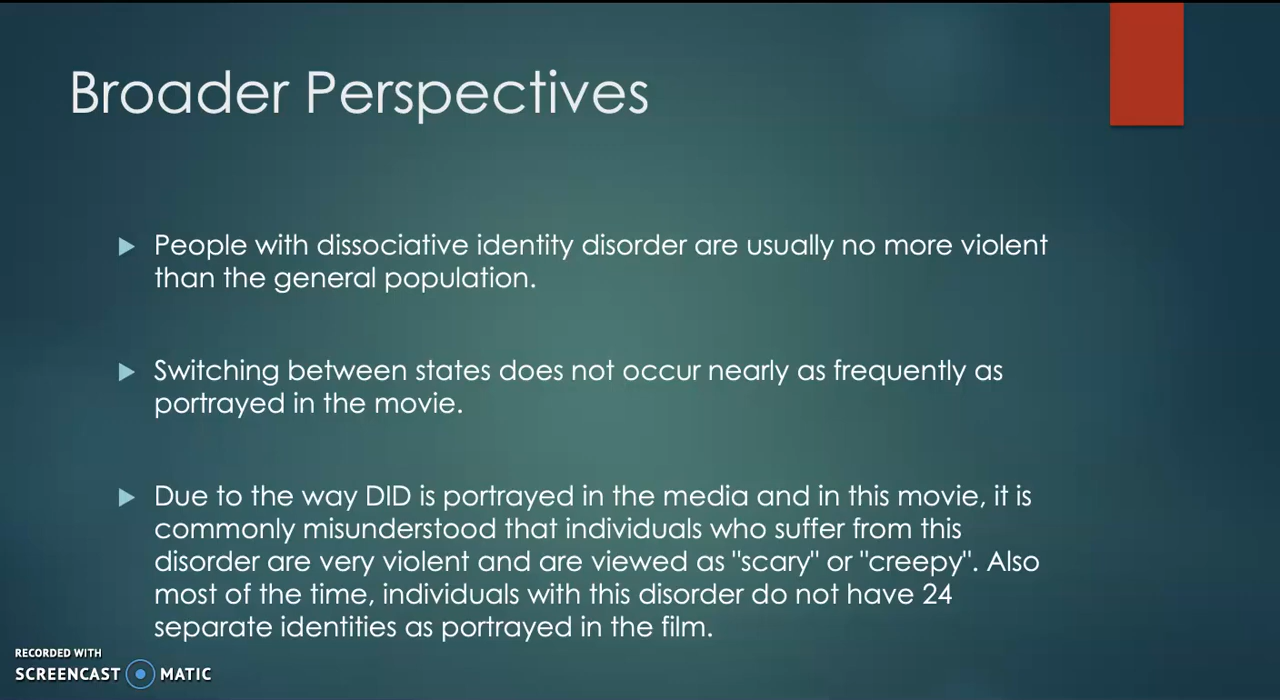 Broader Perspectives
People with dissociative identity disorder are usually no more violent
than the general population.
Switching between states does not occur nearly as frequently as
portrayed in the movie.
Due to the way DID is portrayed in the media and in this movie, it is
commonly misunderstood that individuals who suffer from this
disorder are very violent and are viewed as "scary" or "creepy". Also
most of the time, individuals with this disorder do not have 24
separate identities as portrayed in the film.
RECORDED WITH
SCREENCAST MATIC